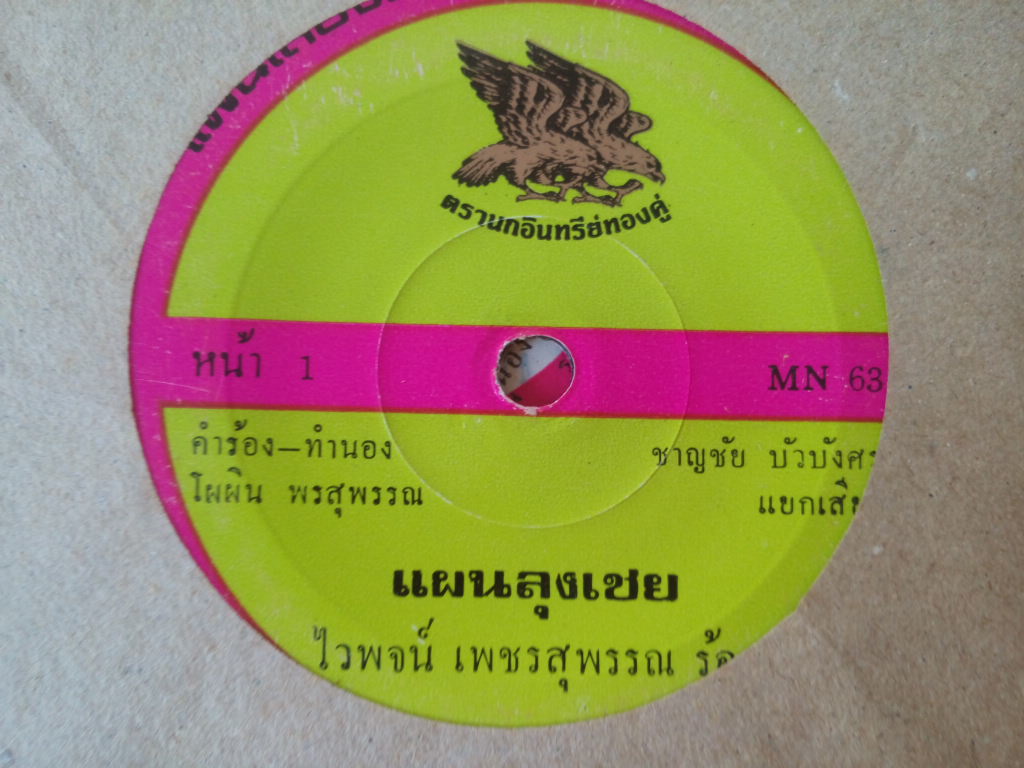 ตรานกอินทรีย์ทองคู่
หน้า 1
MN 63
คำร้อง–ทำนอง
โผผิน พรสุพรรณ
ชาญชัย บัวบังศร
แยกเสีย
แผนลุงเชย
ไวพจน์ เพชรสุพรรณ ร้อ